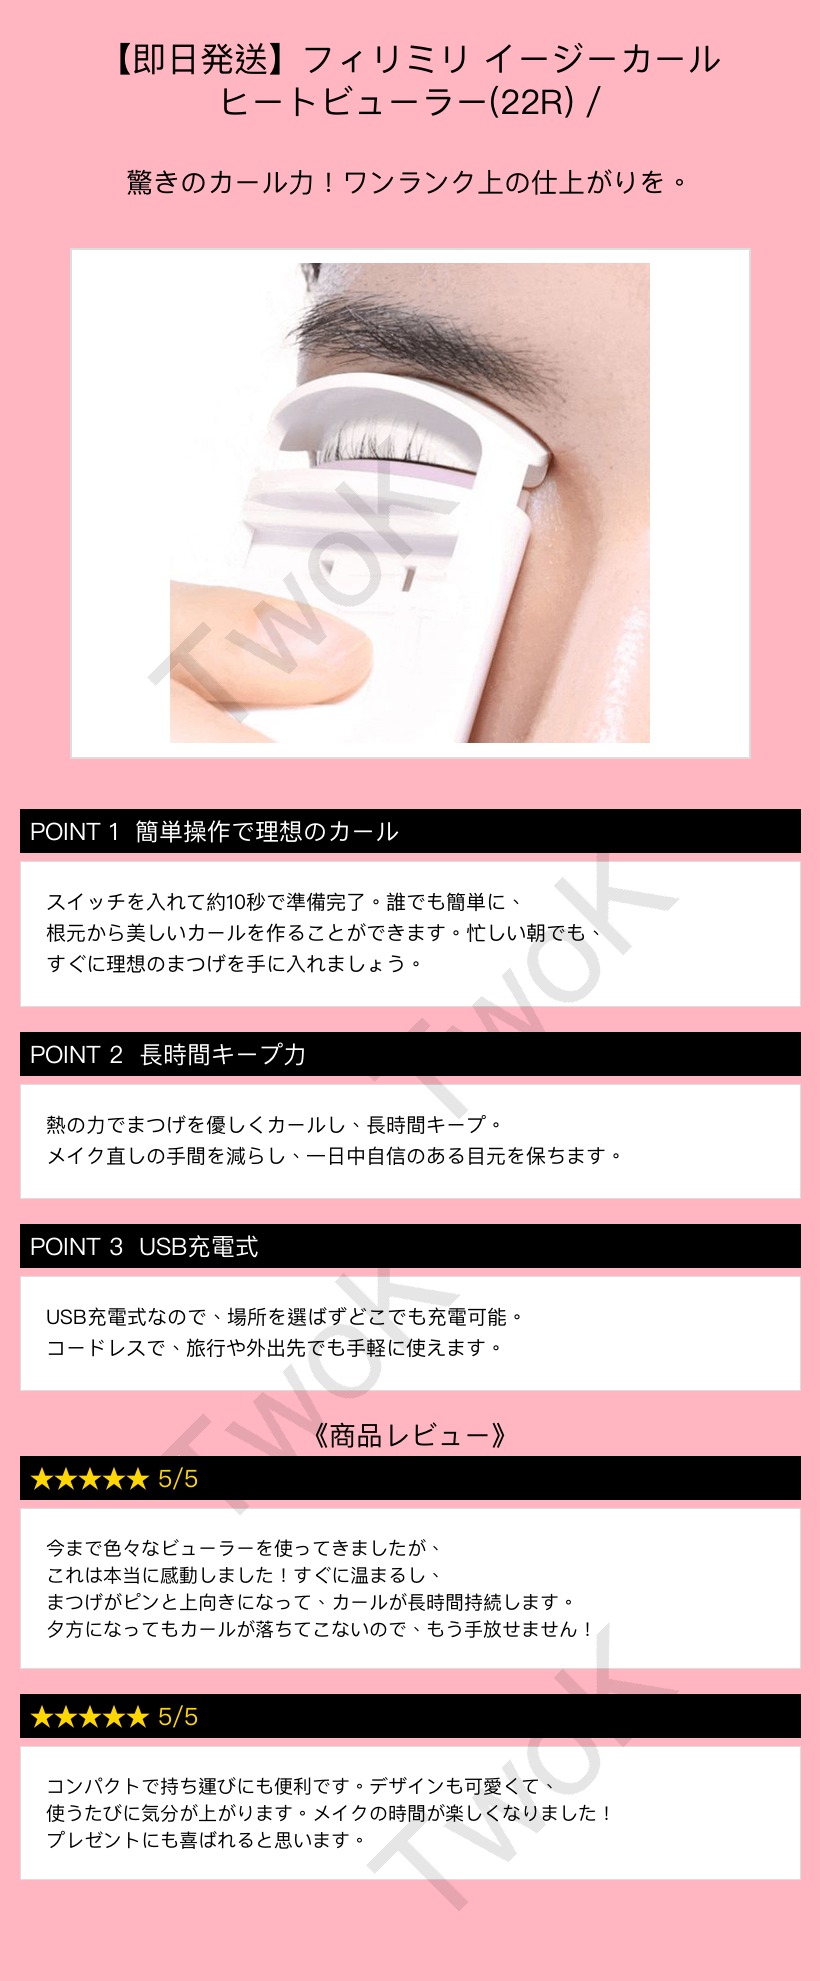 【即日発送】フィリミリ イージーカール
ヒートビューラー(22R) /
驚きのカール力！ワンランク上の仕上がりを。
TwoK
POINT 1 簡単操作で理想のカール
スイッチを入れて約10秒で準備完了。誰でも簡単に、
根元から美しいカールを作ることができます。忙しい朝でも、
すぐに理想のまつげを手に入れましょう。
TwoK
POINT 2 長時間キープ力
熱の力でまつげを優しくカールし、長時間キープ。
メイク直しの手間を減らし、一日中自信のある目元を保ちます。
POINT 3 USB充電式
USB充電式なので、場所を選ばずどこでも充電可能。
コードレスで、旅行や外出先でも手軽に使えます。
TwoK
《商品レビュー》
★★★★★ 5/5
今まで色々なビューラーを使ってきましたが、
これは本当に感動しました！すぐに温まるし、
まつげがピンと上向きになって、カールが長時間持続します。
夕方になってもカールが落ちてこないので、もう手放せません！
★★★★★ 5/5
コンパクトで持ち運びにも便利です。デザインも可愛くて、
使うたびに気分が上がります。メイクの時間が楽しくなりました！
プレゼントにも喜ばれると思います。
TwoK